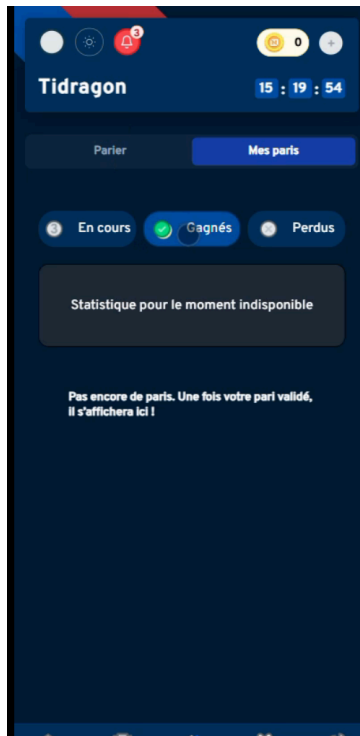 3
0
Tidragon
15 : 19 : 54
Parier
Mes paris
3 En cours
Gagnés
Perdus
Statistique pour le moment indisponible
Pas encore de paris. Une fois votre pari validé,
il s'affichera ici !